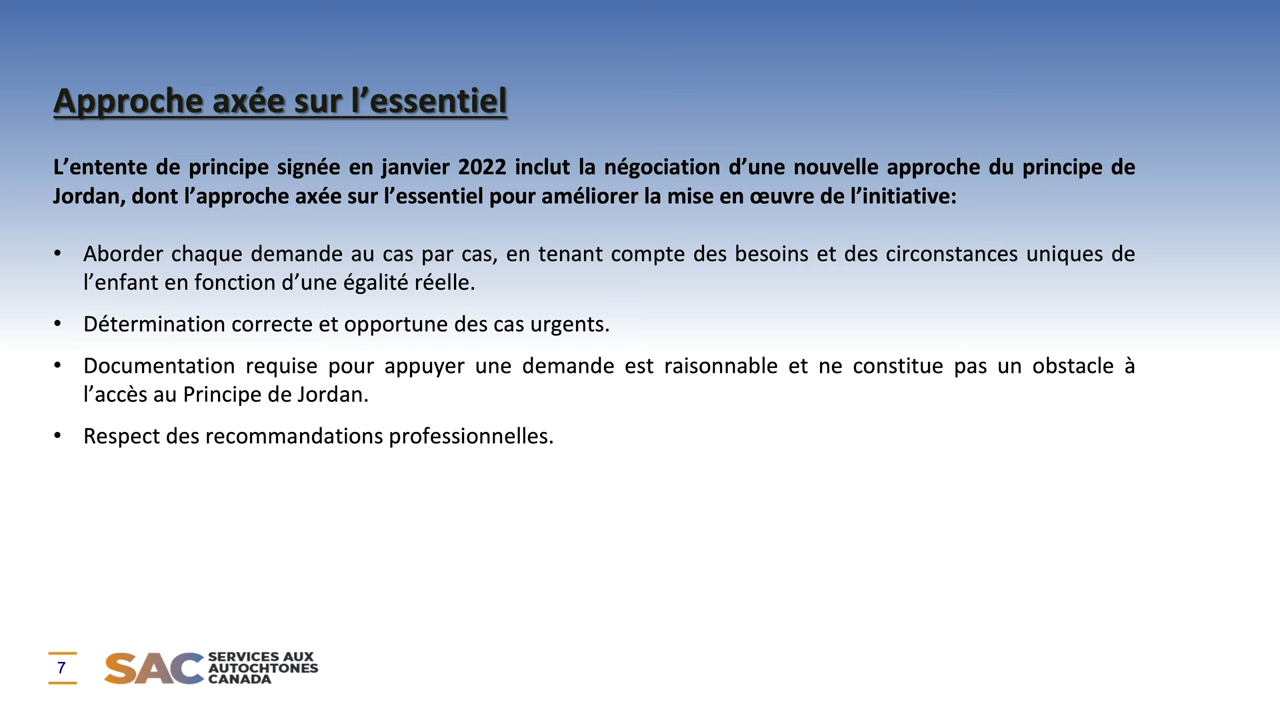 Approche axée sur l’essentiel
L’entente de principe signée en janvier 2022 inclut la négociation d’une nouvelle approche du principe de
Jordan, dont l’approche axée sur l’essentiel pour améliorer la mise en œuvre de l’initiative:
• Aborder chaque demande au cas par cas, en tenant compte des besoins et des circonstances uniques de
l’enfant en fonction d’une égalité réelle.
• Détermination correcte et opportune des cas urgents.
• Documentation requise pour appuyer une demande est raisonnable et ne constitue pas un obstacle à
l’accès au Principe de Jordan.
• Respect des recommandations professionnelles.
7
SAC
SERVICES AUX
AUTOCHTONES
CANADA